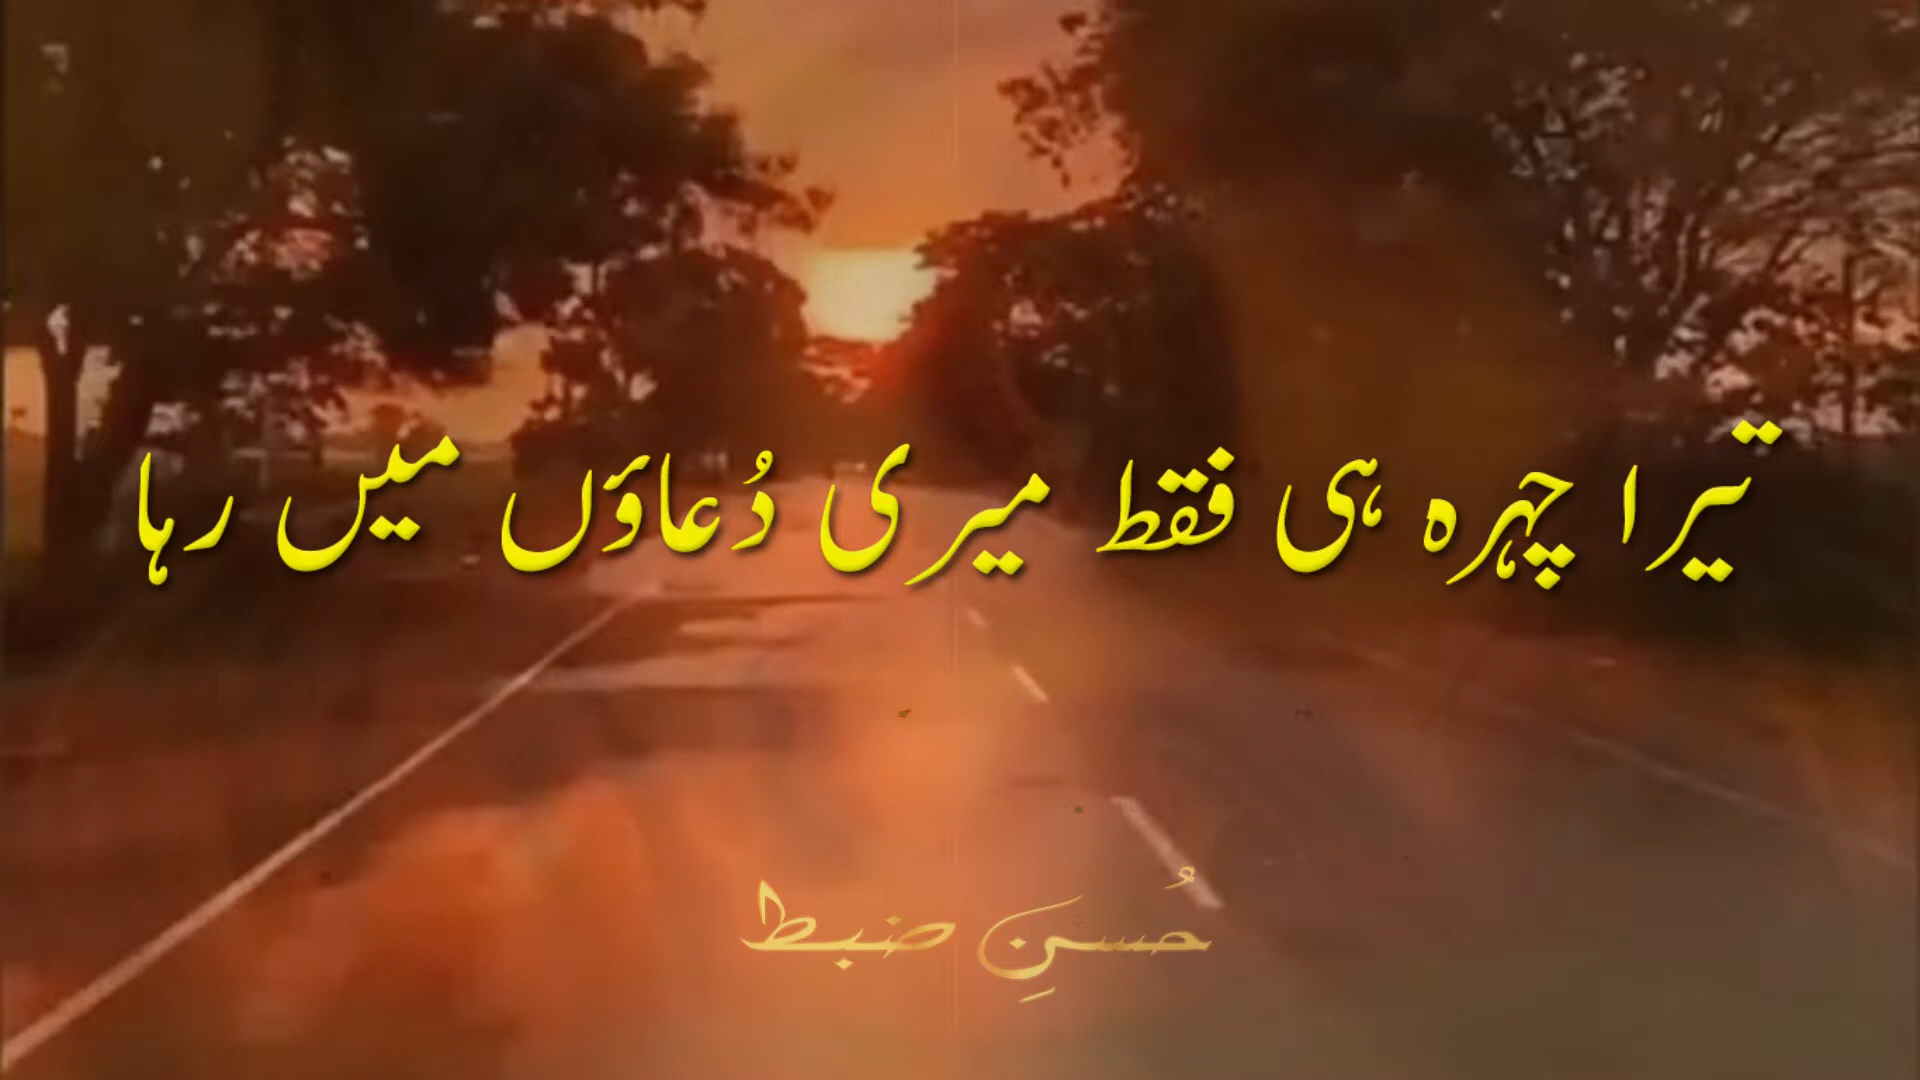 تیرا چہرہ ہی فقط میری دُعاؤں میں رہا
حُسنِ ضبط